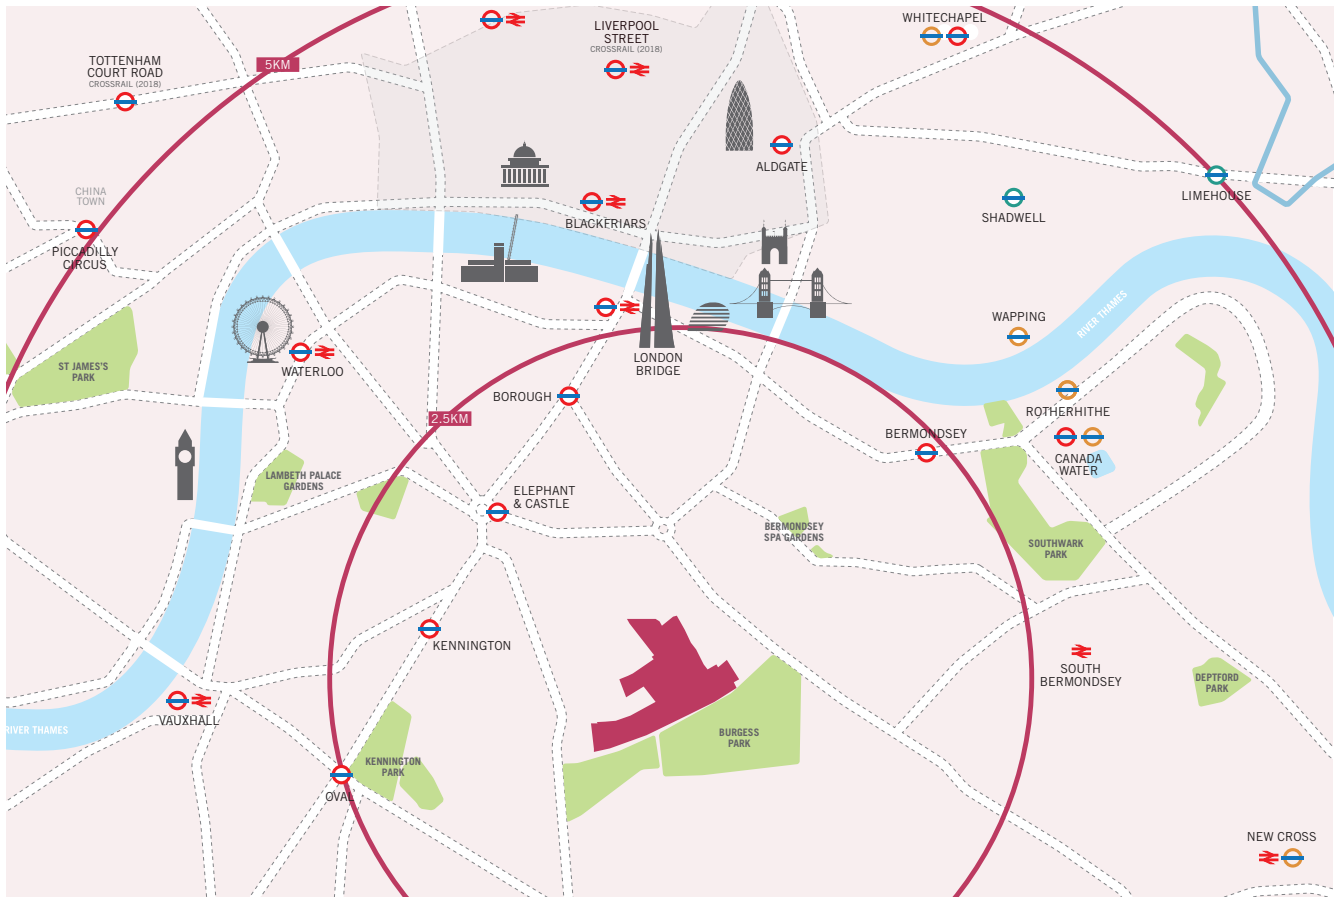 WHITECHAPEL
LIVERPOOL
STREET
CROSSRAIL (2018)
TOTTENHAM
COURT ROAD
CROSSRAIL (2018)
5KM
ALDGATE
CHINA
TOWN
LIMEHOUSE
SHADWELL
BLACKFRIARS
PICCADILLY
CIRCUS
RIVER THAMES
WAPPING
LONDON
BRIDGE
WATERLOO
ST JAMES'S
PARK
BOROUGH
ROTHERHITHE
2.5KM
BERMONDSEY
CANADA
WATER
LAMBETH PALACE
GARDENS
ELEPHANT
& CASTLE
BERMONDSEY
SPA GARDENS
SOUTHWARK
PARK
KENNINGTON
SOUTH
BERMONDSEY
DEPTFORD
PARK
VAUXHALL
RIVER THAMES
BURGESS
PARK
KENNINGTON
PARK
OVAL
NEW CROSS